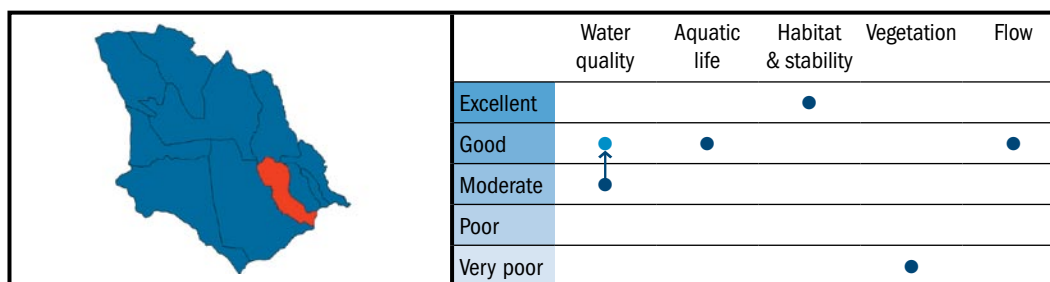 Water quality
Aquatic life
Habitat & stability
Vegetation
Flow
Excellent
Good
Moderate
Poor
Very poor